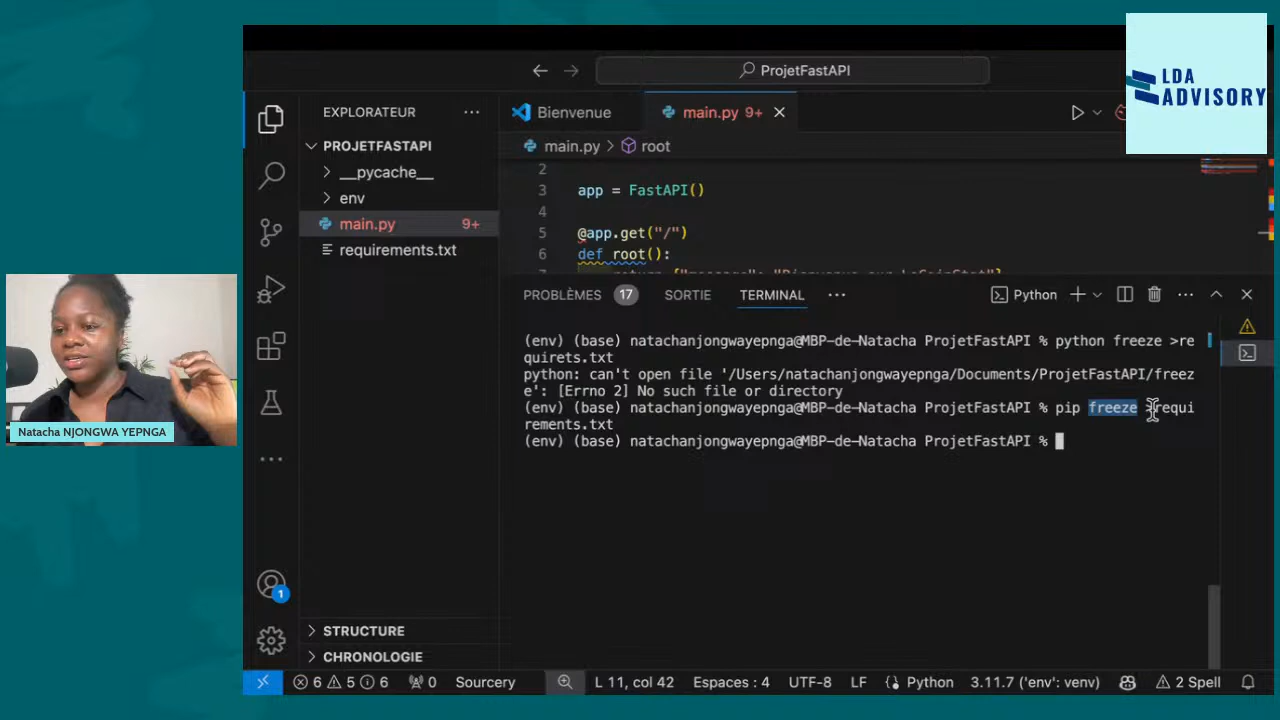 ProjetFastAPI
LDA
ADVISORY
EXPLORATEUR
Bienvenue
main.py 9+
PROJETFASTAPI
main.py > root
__pycache__
env
main.py 9+
requirements.txt
2
3 app = FastAPI()
4
5 @app.get("/")
6 def root():
PROBLÈMES 17 SORTIE TERMINAL
Python
(env) (base) natachanjongwayepnga@MBP-de-Natacha ProjetFastAPI % python freeze >re
quirets.txt
python: can't open file '/Users/natachanjongwayepnga/Documents/ProjetFastAPI/freez
e': [Errno 2] No such file or directory
(env) (base) natachanjongwayepnga@MBP-de-Natacha ProjetFastAPI % pip freeze >requi
rements.txt
(env) (base) natachanjongwayepnga@MBP-de-Natacha ProjetFastAPI %
Natacha NJONGWA YEPNGA
1
STRUCTURE
CHRONOLOGIE
6 5 6 0 Sourcery L 11, col 42 Espaces : 4 UTF-8 LF Python 3.11.7 ('env': venv) 2 Spell